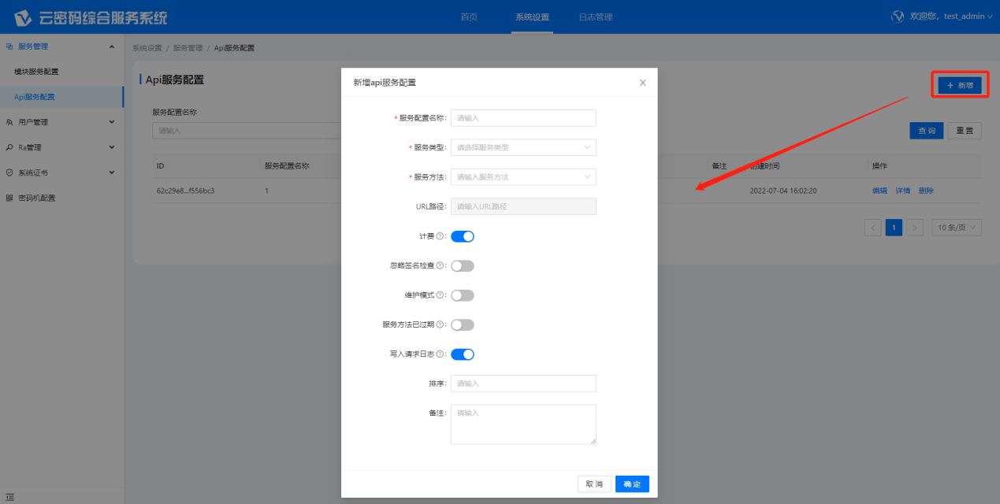 云密码综合服务系统
首页
系统设置
日志管理
欢迎您，test_admin
服务管理
模块服务配置
Api服务配置
用户管理
Ra管理
系统证书
密码机配置
系统设置 / 服务管理 / Api服务配置
Api服务配置
+ 新增
服务配置名称
请输入
查 询
重 置
ID
服务配置名称
备注
创建时间
操作
62c29e8...f556bc3
1
2022-07-04 16:02:20
编辑 详情 删除
< 1 > 10 条/页
新增api服务配置
* 服务配置名称: 请输入
* 服务类型: 请选择服务类型
* 服务方法: 请输入服务方法
URL路径: 请输入URL路径
计费 :
忽略签名检查 :
维护模式 :
服务方法已过期 :
写入请求日志 :
排序: 请输入
备注: 请输入
取 消
确 定